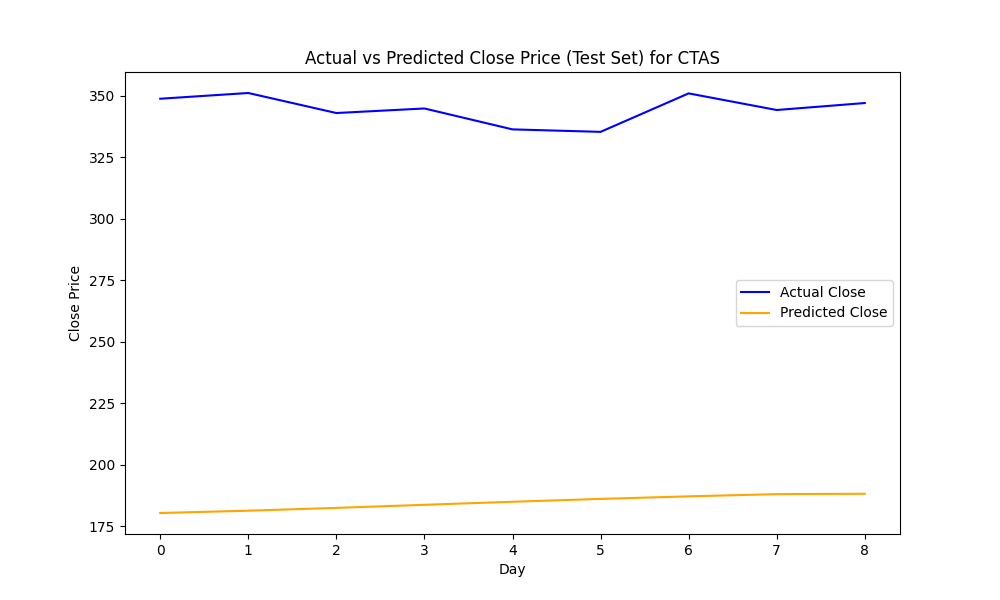 Actual vs Predicted Close Price (Test Set) for CTAS
Close Price
350
325
300
275
250
225
200
175
Actual Close
Predicted Close
0 1 2 3 4 5 6 7 8
Day